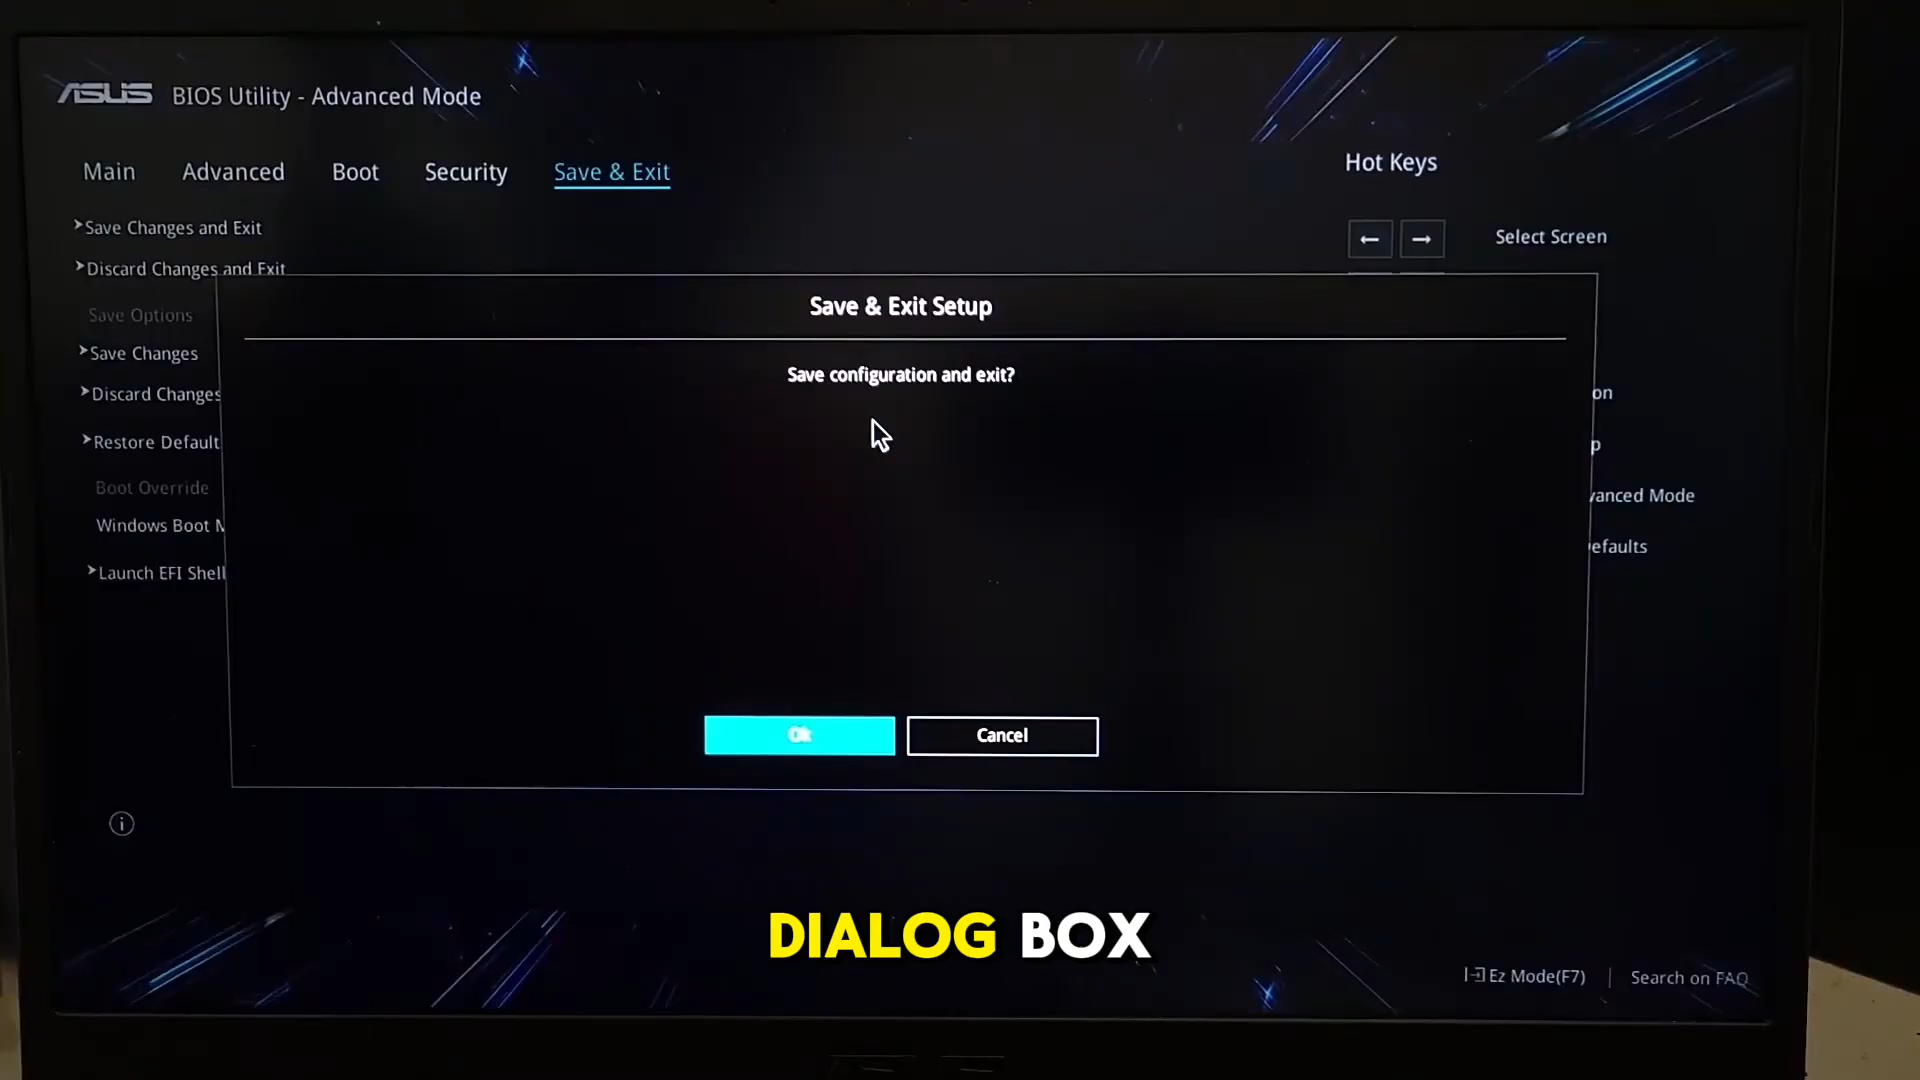 ASUS BIOS Utility - Advanced Mode
Main Advanced Boot Security Save & Exit
Hot Keys
Save Changes and Exit
← → Select Screen
Discard Changes and Exit
Save & Exit Setup
Save Options
Save Changes
Save configuration and exit?
Discard Changes
on
Restore Default
p
Boot Override
vanced Mode
Windows Boot M
efaults
Launch EFI Shell
Ok Cancel
i
DIALOG BOX
Ez Mode(F7) | Search on FAQ